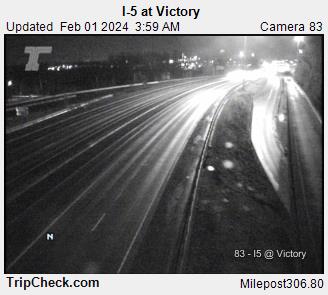 I-5 at Victory
Updated Feb 01 2024 3:59 AM Camera 83
T
N
83 - I5 @ Victory
TripCheck.com Milepost306.80